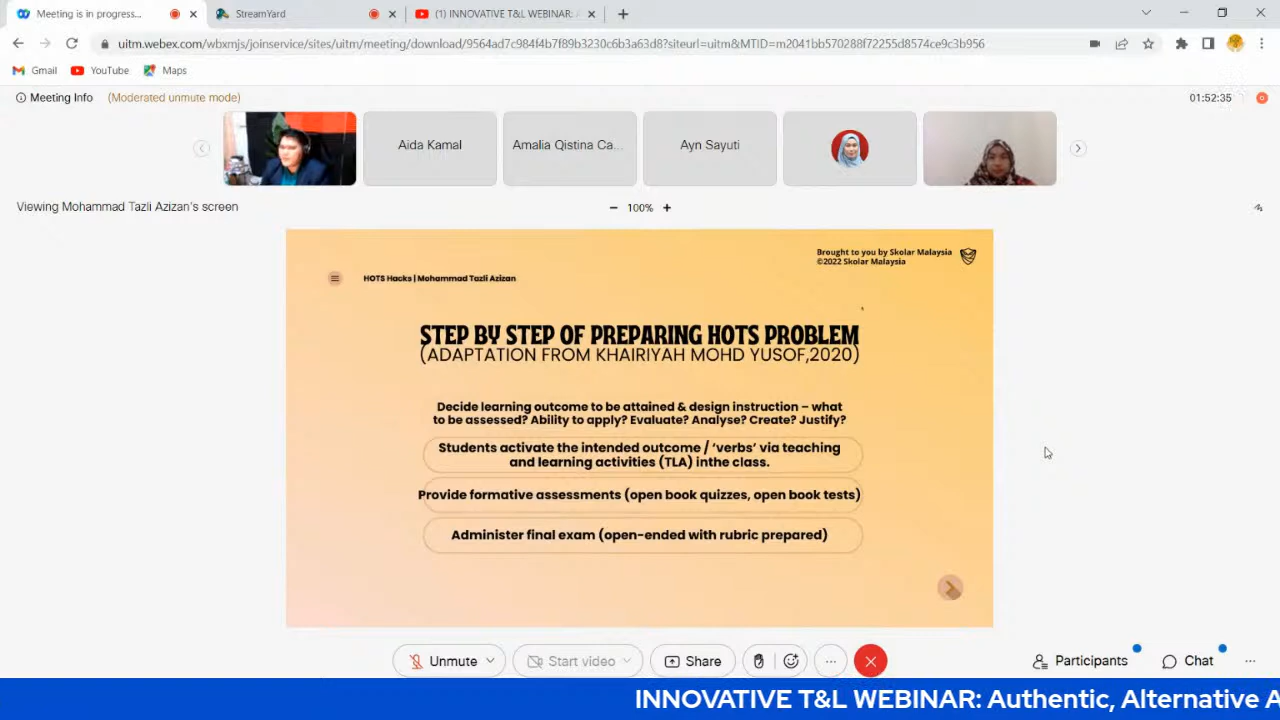 Meeting is in progress...
StreamYard
(1) INNOVATIVE T&L WEBINAR:
uitm.webex.com/wbxmjs/joinservice/sites/uitm/meeting/download/9564ad7c984f4b7f89b3230c6b3a63d8?siteurl=uitm&MTID=m2041bb570288f72255d8574ce9c3b956
Gmail
YouTube
Maps
Meeting Info
(Moderated unmute mode)
01:52:35
Aida Kamal
Amalia Qistina Ca...
Ayn Sayuti
Viewing Mohammad Tazli Azizan's screen
100%
Brought to you by Skolar Malaysia
©2022 Skolar Malaysia
HOTS Hacks | Mohammad Tazli Azizan
STEP BY STEP OF PREPARING HOTS PROBLEM
(ADAPTATION FROM KHAIRIYAH MOHD YUSOF,2020)
Decide learning outcome to be attained & design instruction – what
to be assessed? Ability to apply? Evaluate? Analyse? Create? Justify?
Students activate the intended outcome / ‘verbs’ via teaching
and learning activities (TLA) inthe class.
Provide formative assessments (open book quizzes, open book tests)
Administer final exam (open-ended with rubric prepared)
Unmute
Start video
Share
Participants
Chat
INNOVATIVE T&L WEBINAR: Authentic, Alternative A